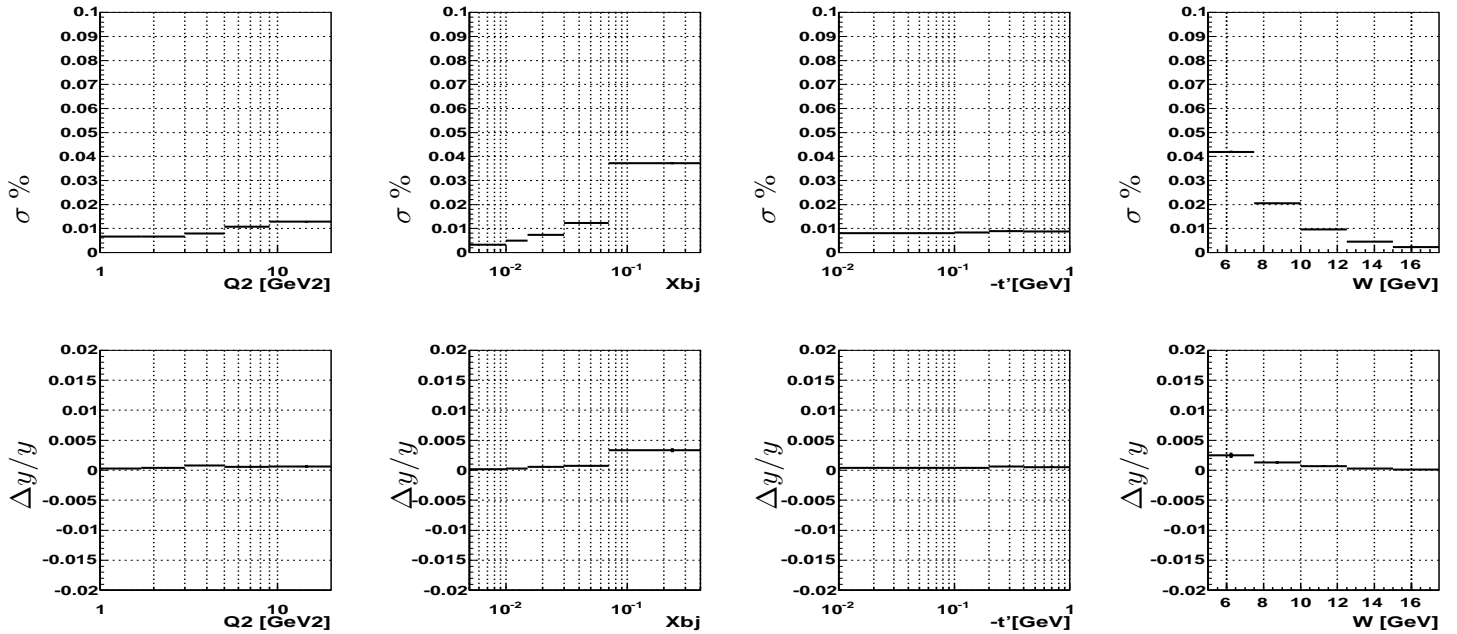 0.1 0.1 0.1 0.1
0.09 0.09 0.09 0.09
0.08 0.08 0.08 0.08
0.07 0.07 0.07 0.07
0.06 0.06 0.06 0.06
0.05 0.05 0.05 0.05
0.04 0.04 0.04 0.04
0.03 0.03 0.03 0.03
0.02 0.02 0.02 0.02
0.01 0.01 0.01 0.01
0 0 0 0
σ % σ % σ % σ %
1 10 10⁻² 10⁻¹ 10⁻² 10⁻¹ 1 6 8 10 12 14 16
Q2 [GeV2] Xbj -t'[GeV] W [GeV]
0.02 0.02 0.02 0.02
0.015 0.015 0.015 0.015
0.01 0.01 0.01 0.01
0.005 0.005 0.005 0.005
0 0 0 0
-0.005 -0.005 -0.005 -0.005
-0.01 -0.01 -0.01 -0.01
-0.015 -0.015 -0.015 -0.015
-0.02 -0.02 -0.02 -0.02
Δy/y Δy/y Δy/y Δy/y
1 10 10⁻² 10⁻¹ 10⁻² 10⁻¹ 1 6 8 10 12 14 16
Q2 [GeV2] Xbj -t'[GeV] W [GeV]